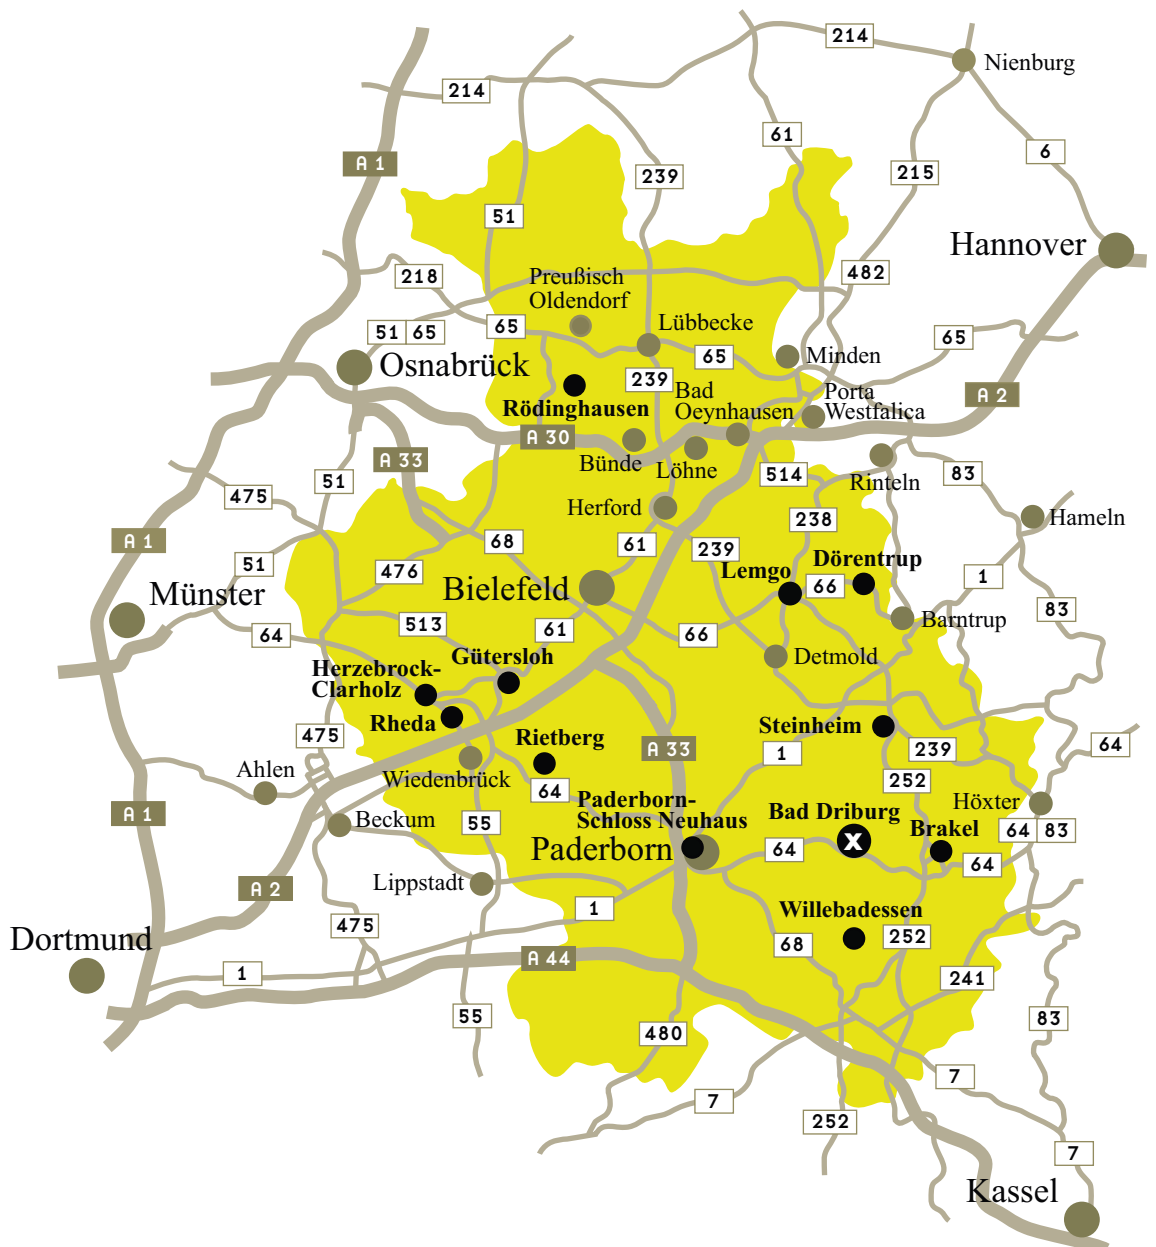 214
Nienburg
214
61
6
A 1
239
215
51
Hannover
218
Preußisch
Oldendorf
482
51
65
65
Lübbecke
65
Osnabrück
65
Minden
239
Bad
Oeynhausen
Porta
Westfalica
A 2
Rödinghausen
A 30
A 33
Bünde
Löhne
514
Rinteln
83
51
475
Herford
238
Hameln
A 1
68
61
239
51
476
Lemgo
Dörentrup
1
Münster
Bielefeld
66
83
Barntrup
64
513
61
66
Gütersloh
Detmold
Herzebrock-
Clarholz
Rheda
Steinheim
475
Rietberg
A 33
1
239
64
Ahlen
Wiedenbrück
252
64
Paderborn-
Schloss Neuhaus
Höxter
A 1
Beckum
55
Bad Driburg
Brakel
64
83
Paderborn
64
x
64
A 2
Lippstadt
1
Willebadessen
475
Dortmund
68
252
A 44
1
241
55
480
83
7
7
252
7
Kassel